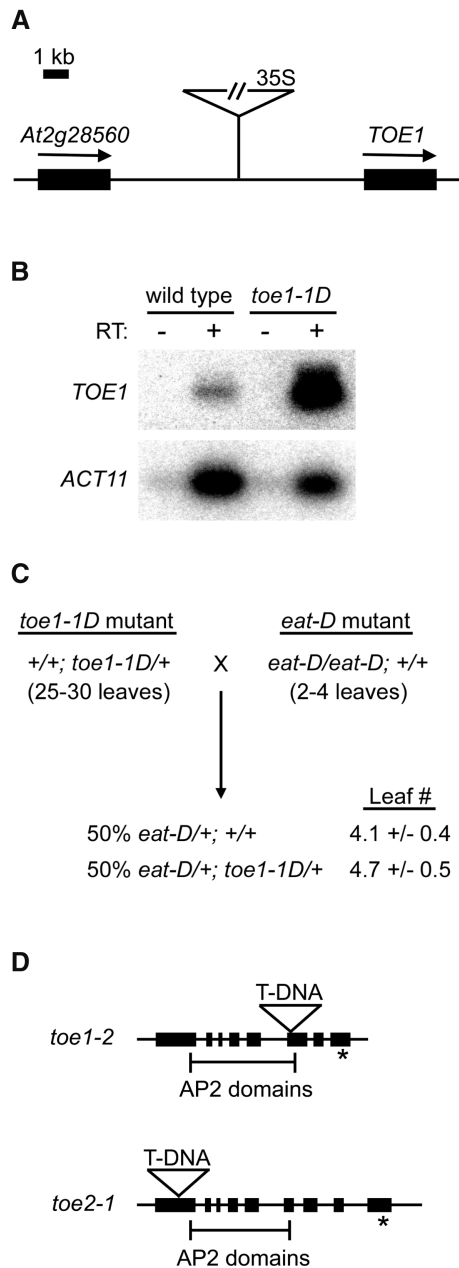 A
1 kb
35S
At2g28560
TOE1
B
wild type toe1-1D
RT: - + - +
TOE1
ACT11
C
toe1-1D mutant eat-D mutant
+/+; toe1-1D/+ X eat-D/eat-D; +/+
(25-30 leaves) (2-4 leaves)
Leaf #
50% eat-D/+; +/+ 4.1 +/- 0.4
50% eat-D/+; toe1-1D/+ 4.7 +/- 0.5
D
T-DNA
toe1-2
*
AP2 domains
T-DNA
toe2-1
*
AP2 domains